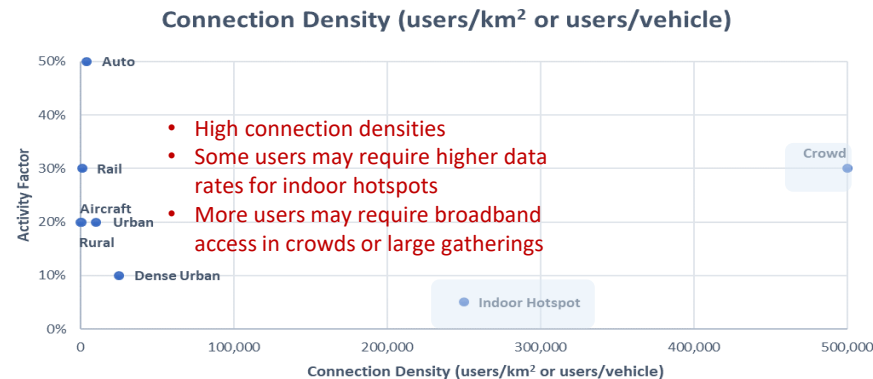 Connection Density (users/km² or users/vehicle)
50%
Auto
40%
• High connection densities
• Some users may require higher data
rates for indoor hotspots
• More users may require broadband
access in crowds or large gatherings
Crowd
30%
Rail
Aircraft
20%
Urban
Rural
10%
Dense Urban
Indoor Hotspot
0%
Activity Factor
0
100,000
200,000
300,000
400,000
500,000
Connection Density (users/km² or users/vehicle)